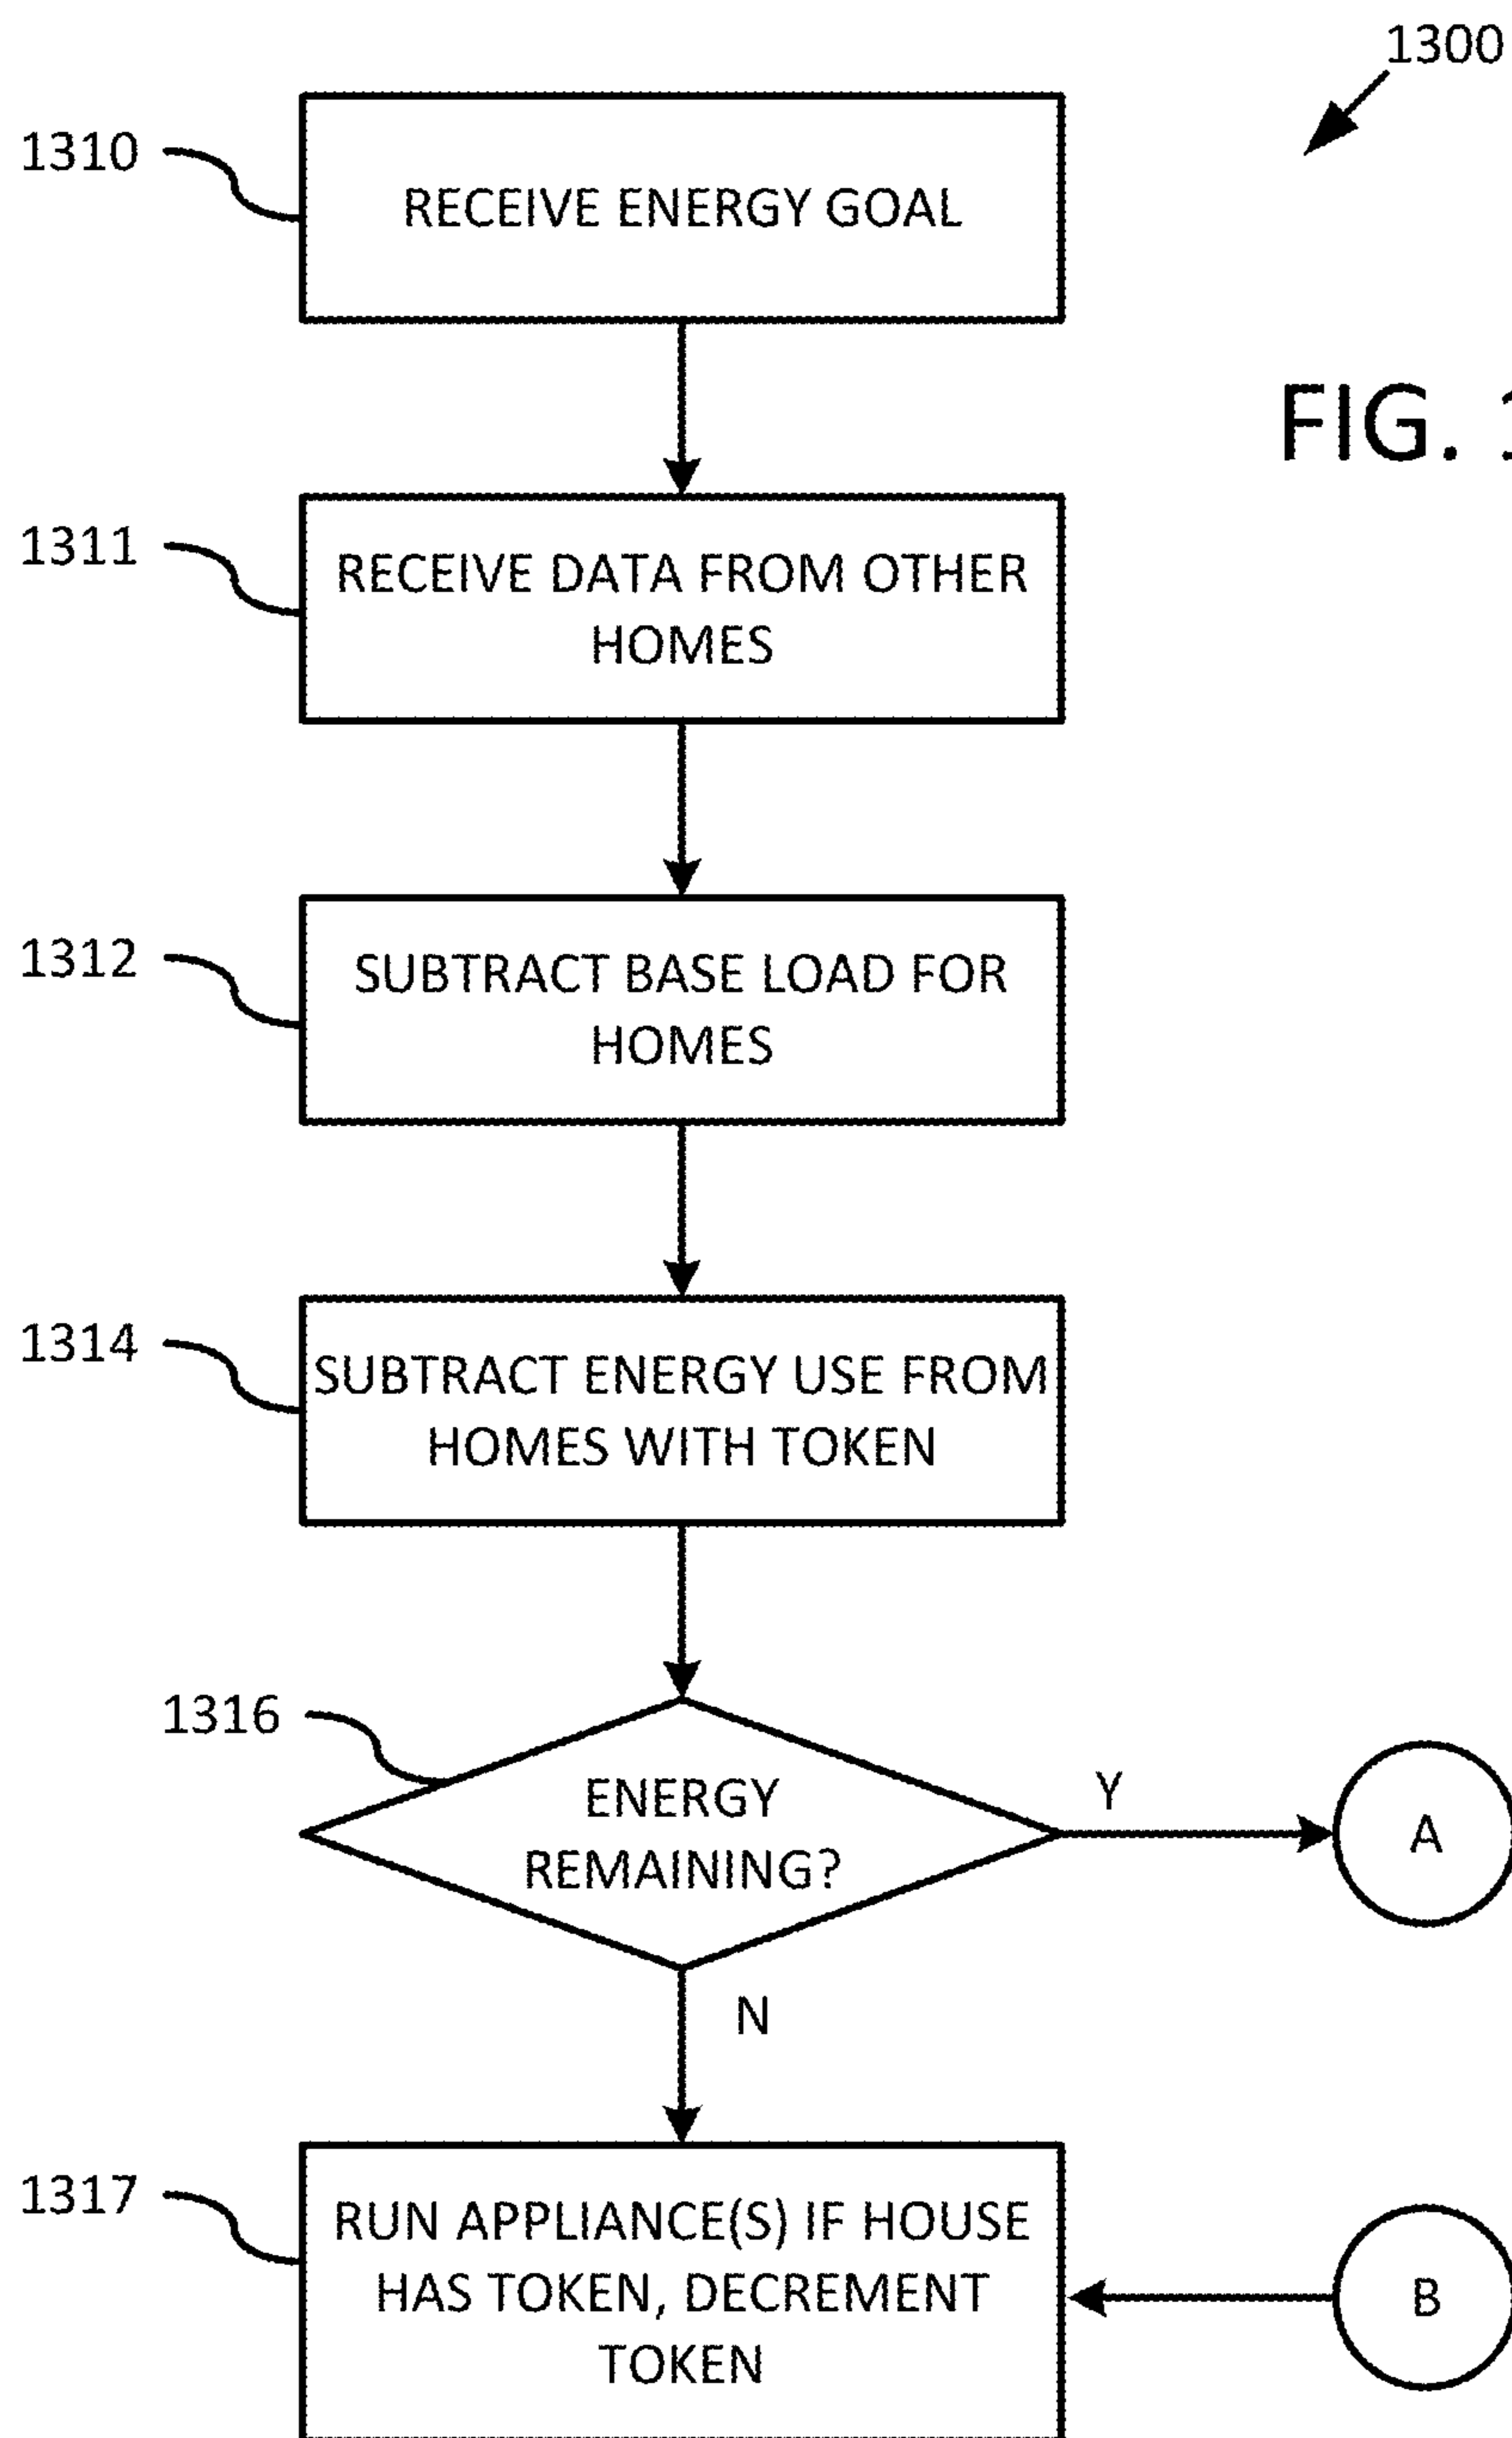 1300
1310
RECEIVE ENERGY GOAL
FIG. 1
1311
RECEIVE DATA FROM OTHER
HOMES
1312
SUBTRACT BASE LOAD FOR
HOMES
1314
SUBTRACT ENERGY USE FROM
HOMES WITH TOKEN
1316
ENERGY
REMAINING?
Y
A
N
1317
RUN APPLIANCE(S) IF HOUSE
HAS TOKEN, DECREMENT
TOKEN
B